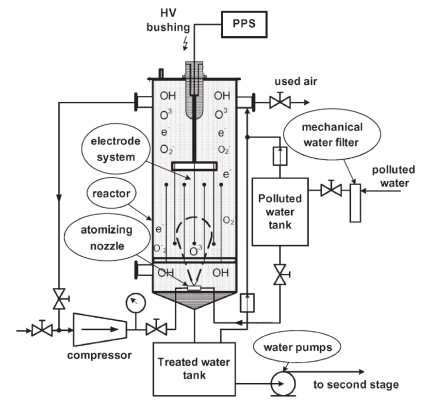 HV
bushing
PPS
used air
OH
OH
O3
O3
e-
e-
O2-
O2
e-
electrode
system
mechanical
water filter
polluted
water
reactor
Polluted
water
tank
O2
e-
atomizing
nozzle
O2-
O3
OH
OH
compressor
Treated water
tank
water pumps
to second stage